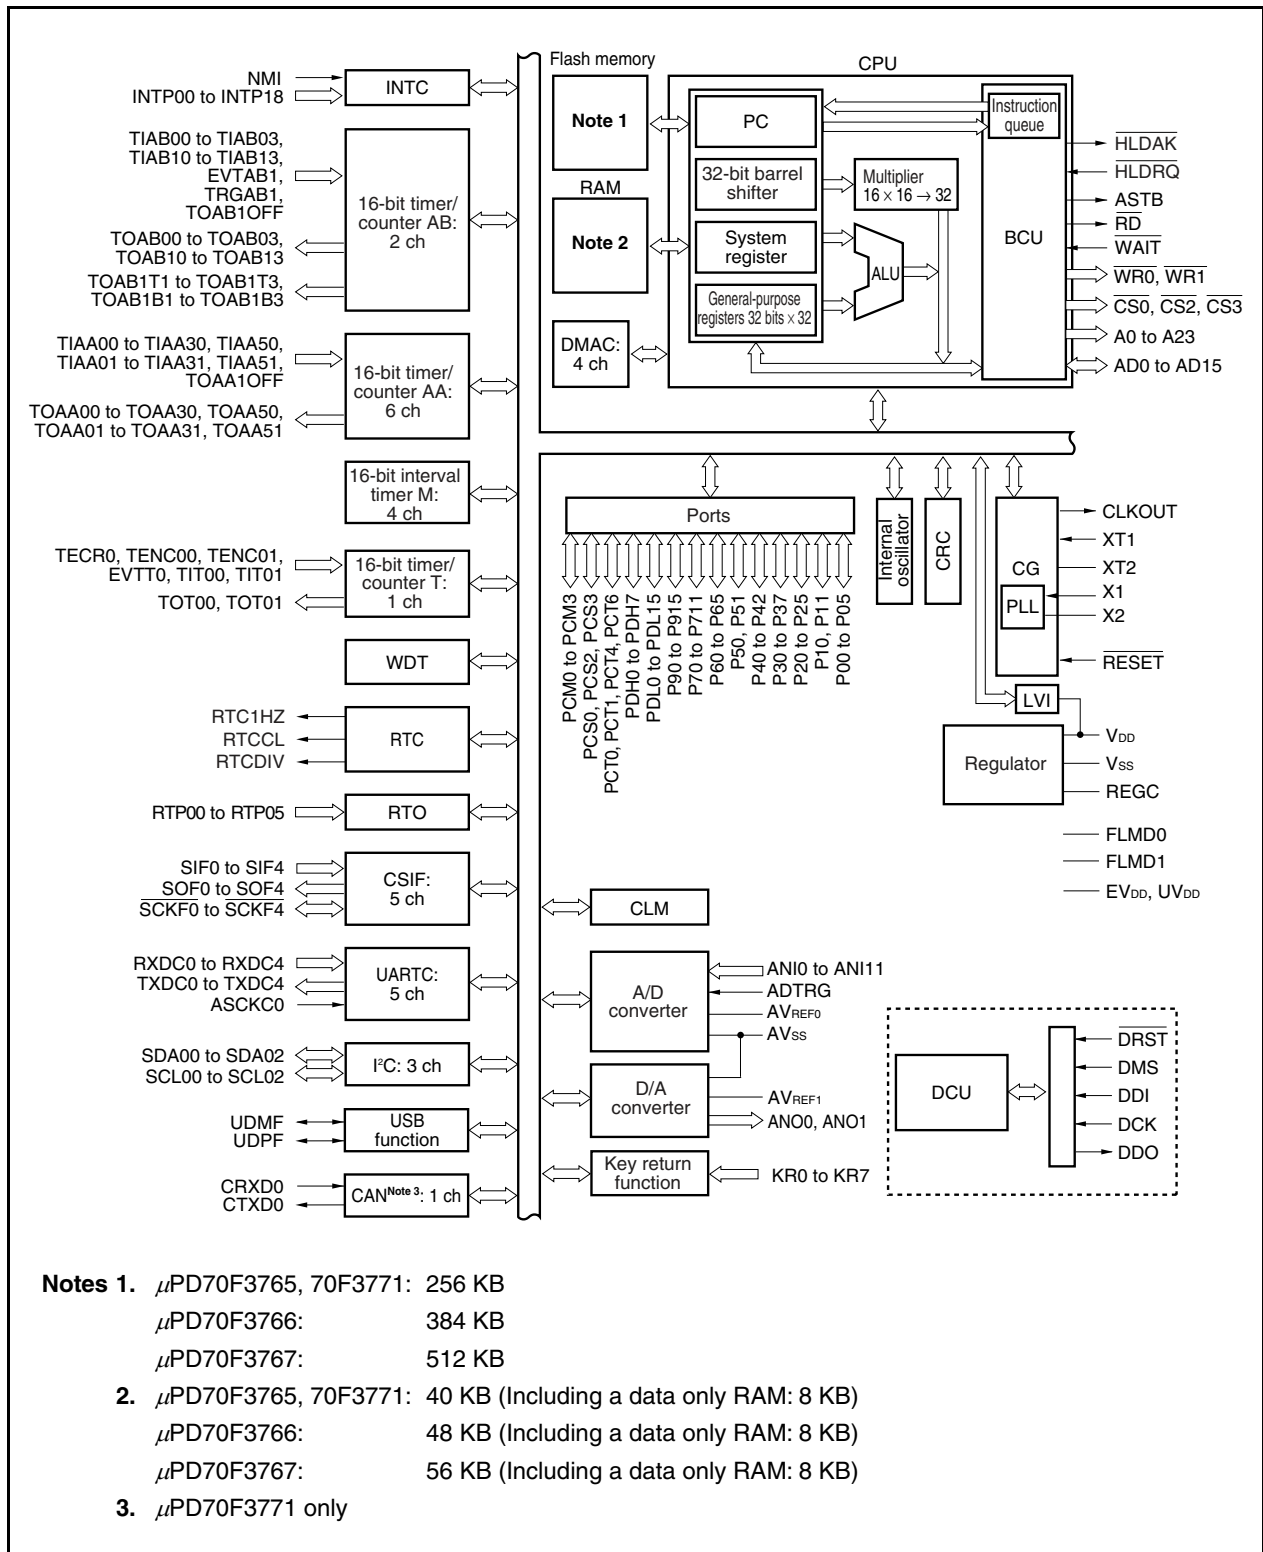 NMI
INTP00 to INTP18
INTC
TIAB00 to TIAB03,
TIAB10 to TIAB13,
EVTAB1,
TRGAB1,
TOAB1OFF
TOAB00 to TOAB03,
TOAB10 to TOAB13
TOAB1T1 to TOAB1T3,
TOAB1B1 to TOAB1B3
16-bit timer/
counter AB:
2 ch
TIAA00 to TIAA30, TIAA50,
TIAA01 to TIAA31, TIAA51,
TOAA1OFF
TOAA00 to TOAA30, TOAA50,
TOAA01 to TOAA31, TOAA51
16-bit timer/
counter AA:
6 ch
16-bit interval
timer M:
4 ch
TECR0, TENC00, TENC01,
EVTT0, TIT00, TIT01
TOT00, TOT01
16-bit timer/
counter T:
1 ch
WDT
RTC1HZ
RTCCL
RTCDIV
RTC
RTP00 to RTP05
RTO
SIF0 to SIF4
SOF0 to SOF4
SCKF0 to SCKF4
CSIF:
5 ch
RXDC0 to RXDC4
TXDC0 to TXDC4
ASCKC0
UARTC:
5 ch
SDA00 to SDA02
SCL00 to SCL02
I²C: 3 ch
UDMF
UDPF
USB
function
CRXD0
CTXD0
CAN Note 3: 1 ch
Flash memory
Note 1
RAM
Note 2
DMAC:
4 ch
CPU
PC
32-bit barrel
shifter
System
register
General-purpose
registers 32 bits × 32
Multiplier
16 × 16 → 32
ALU
Instruction
queue
BCU
HLDAK
HLDRQ
ASTB
RD
WAIT
WR0, WR1
CS0, CS2, CS3
A0 to A23
AD0 to AD15
Ports
PCM0 to PCM3
PCS0, PCS2, PCS3
PCT0, PCT1, PCT4, PCT6
PDH0 to PDH7
PDL0 to PDL15
P90 to P915
P70 to P711
P60 to P65
P50, P51
P40 to P42
P30 to P37
P20 to P25
P10, P11
P00 to P05
Internal
oscillator
CRC
CG
PLL
CLKOUT
XT1
XT2
X1
X2
RESET
LVI
Regulator
VDD
VSS
REGC
FLMD0
FLMD1
EVDD, UVDD
CLM
A/D
converter
ANI0 to ANI11
ADTRG
AVREF0
AVSS
D/A
converter
AVREF1
ANO0, ANO1
Key return
function
KR0 to KR7
DCU
DRST
DMS
DDI
DCK
DDO
Notes 1. μPD70F3765, 70F3771: 256 KB
μPD70F3766: 384 KB
μPD70F3767: 512 KB
2. μPD70F3765, 70F3771: 40 KB (Including a data only RAM: 8 KB)
μPD70F3766: 48 KB (Including a data only RAM: 8 KB)
μPD70F3767: 56 KB (Including a data only RAM: 8 KB)
3. μPD70F3771 only